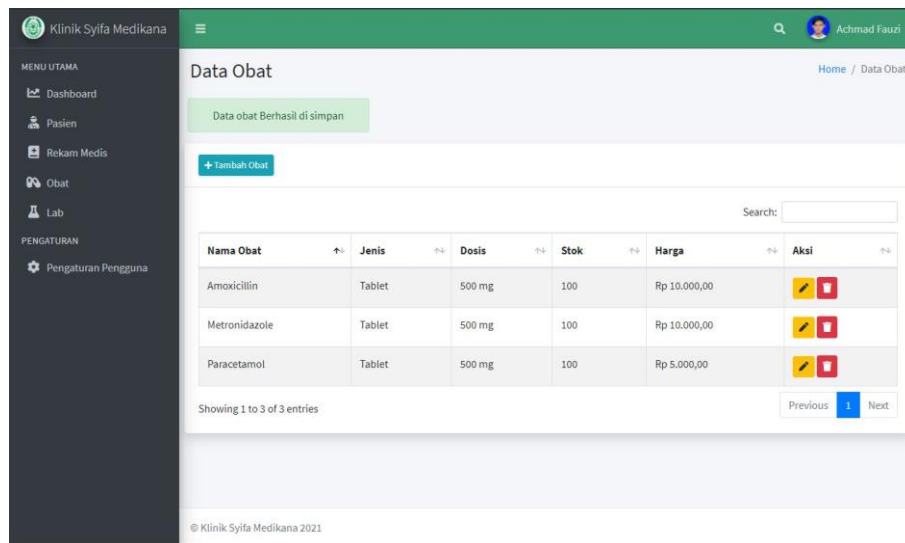 Klinik Syifa Medikana
Achmad Fauzi
MENU UTAMA
Dashboard
Pasien
Rekam Medis
Obat
Lab
PENGATURAN
Pengaturan Pengguna
Data Obat
Home / Data Obat
Data obat Berhasil di simpan
+ Tambah Obat
Search:
Nama Obat Jenis Dosis Stok Harga Aksi
Amoxicillin Tablet 500 mg 100 Rp 10.000,00
Metronidazole Tablet 500 mg 100 Rp 10.000,00
Paracetamol Tablet 500 mg 100 Rp 5.000,00
Showing 1 to 3 of 3 entries
Previous 1 Next
© Klinik Syifa Medikana 2021